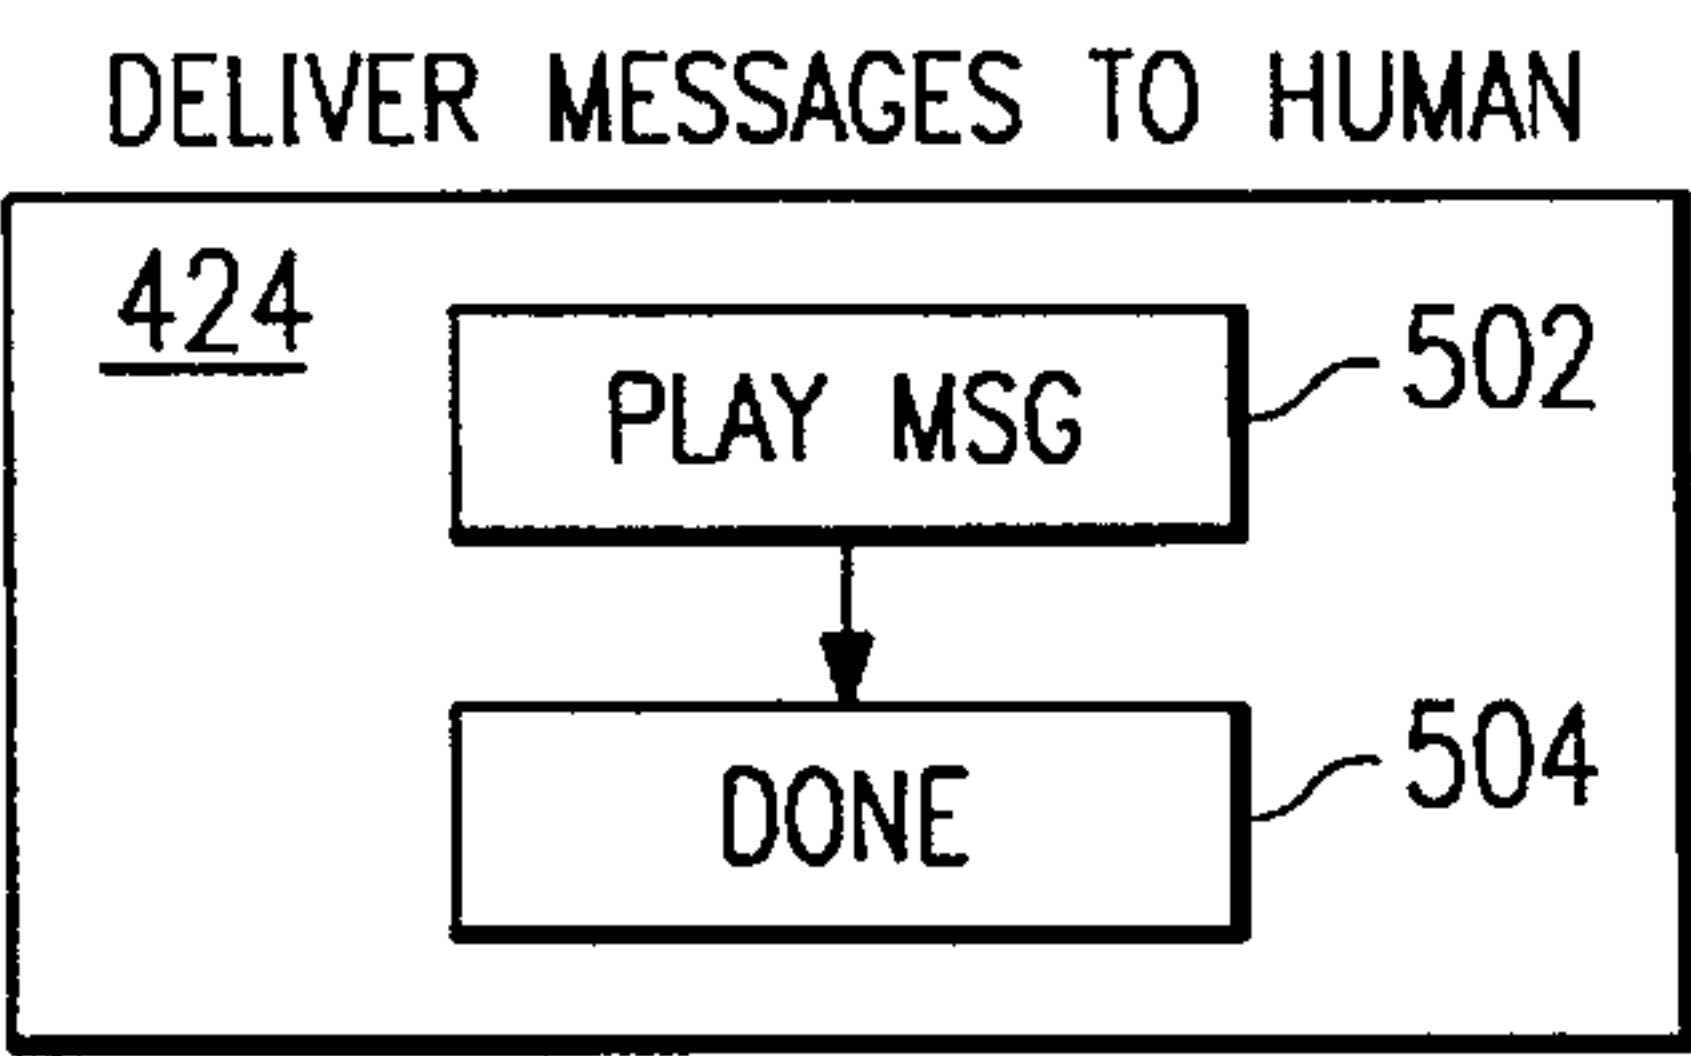 DELIVER MESSAGES TO HUMAN
424
PLAY MSG
502
DONE
504